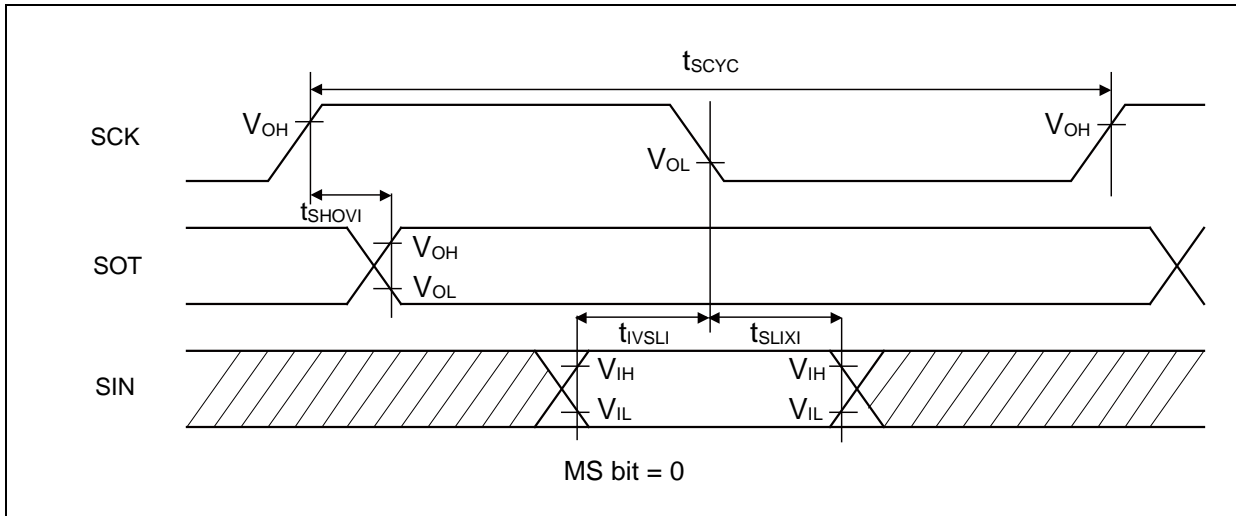 tSCYC
SCK
VOH
VOL
VOH
tSHOVI
SOT
VOH
VOL
tIVSLI
tSLIXI
SIN
VIH
VIL
VIH
VIL
MS bit = 0